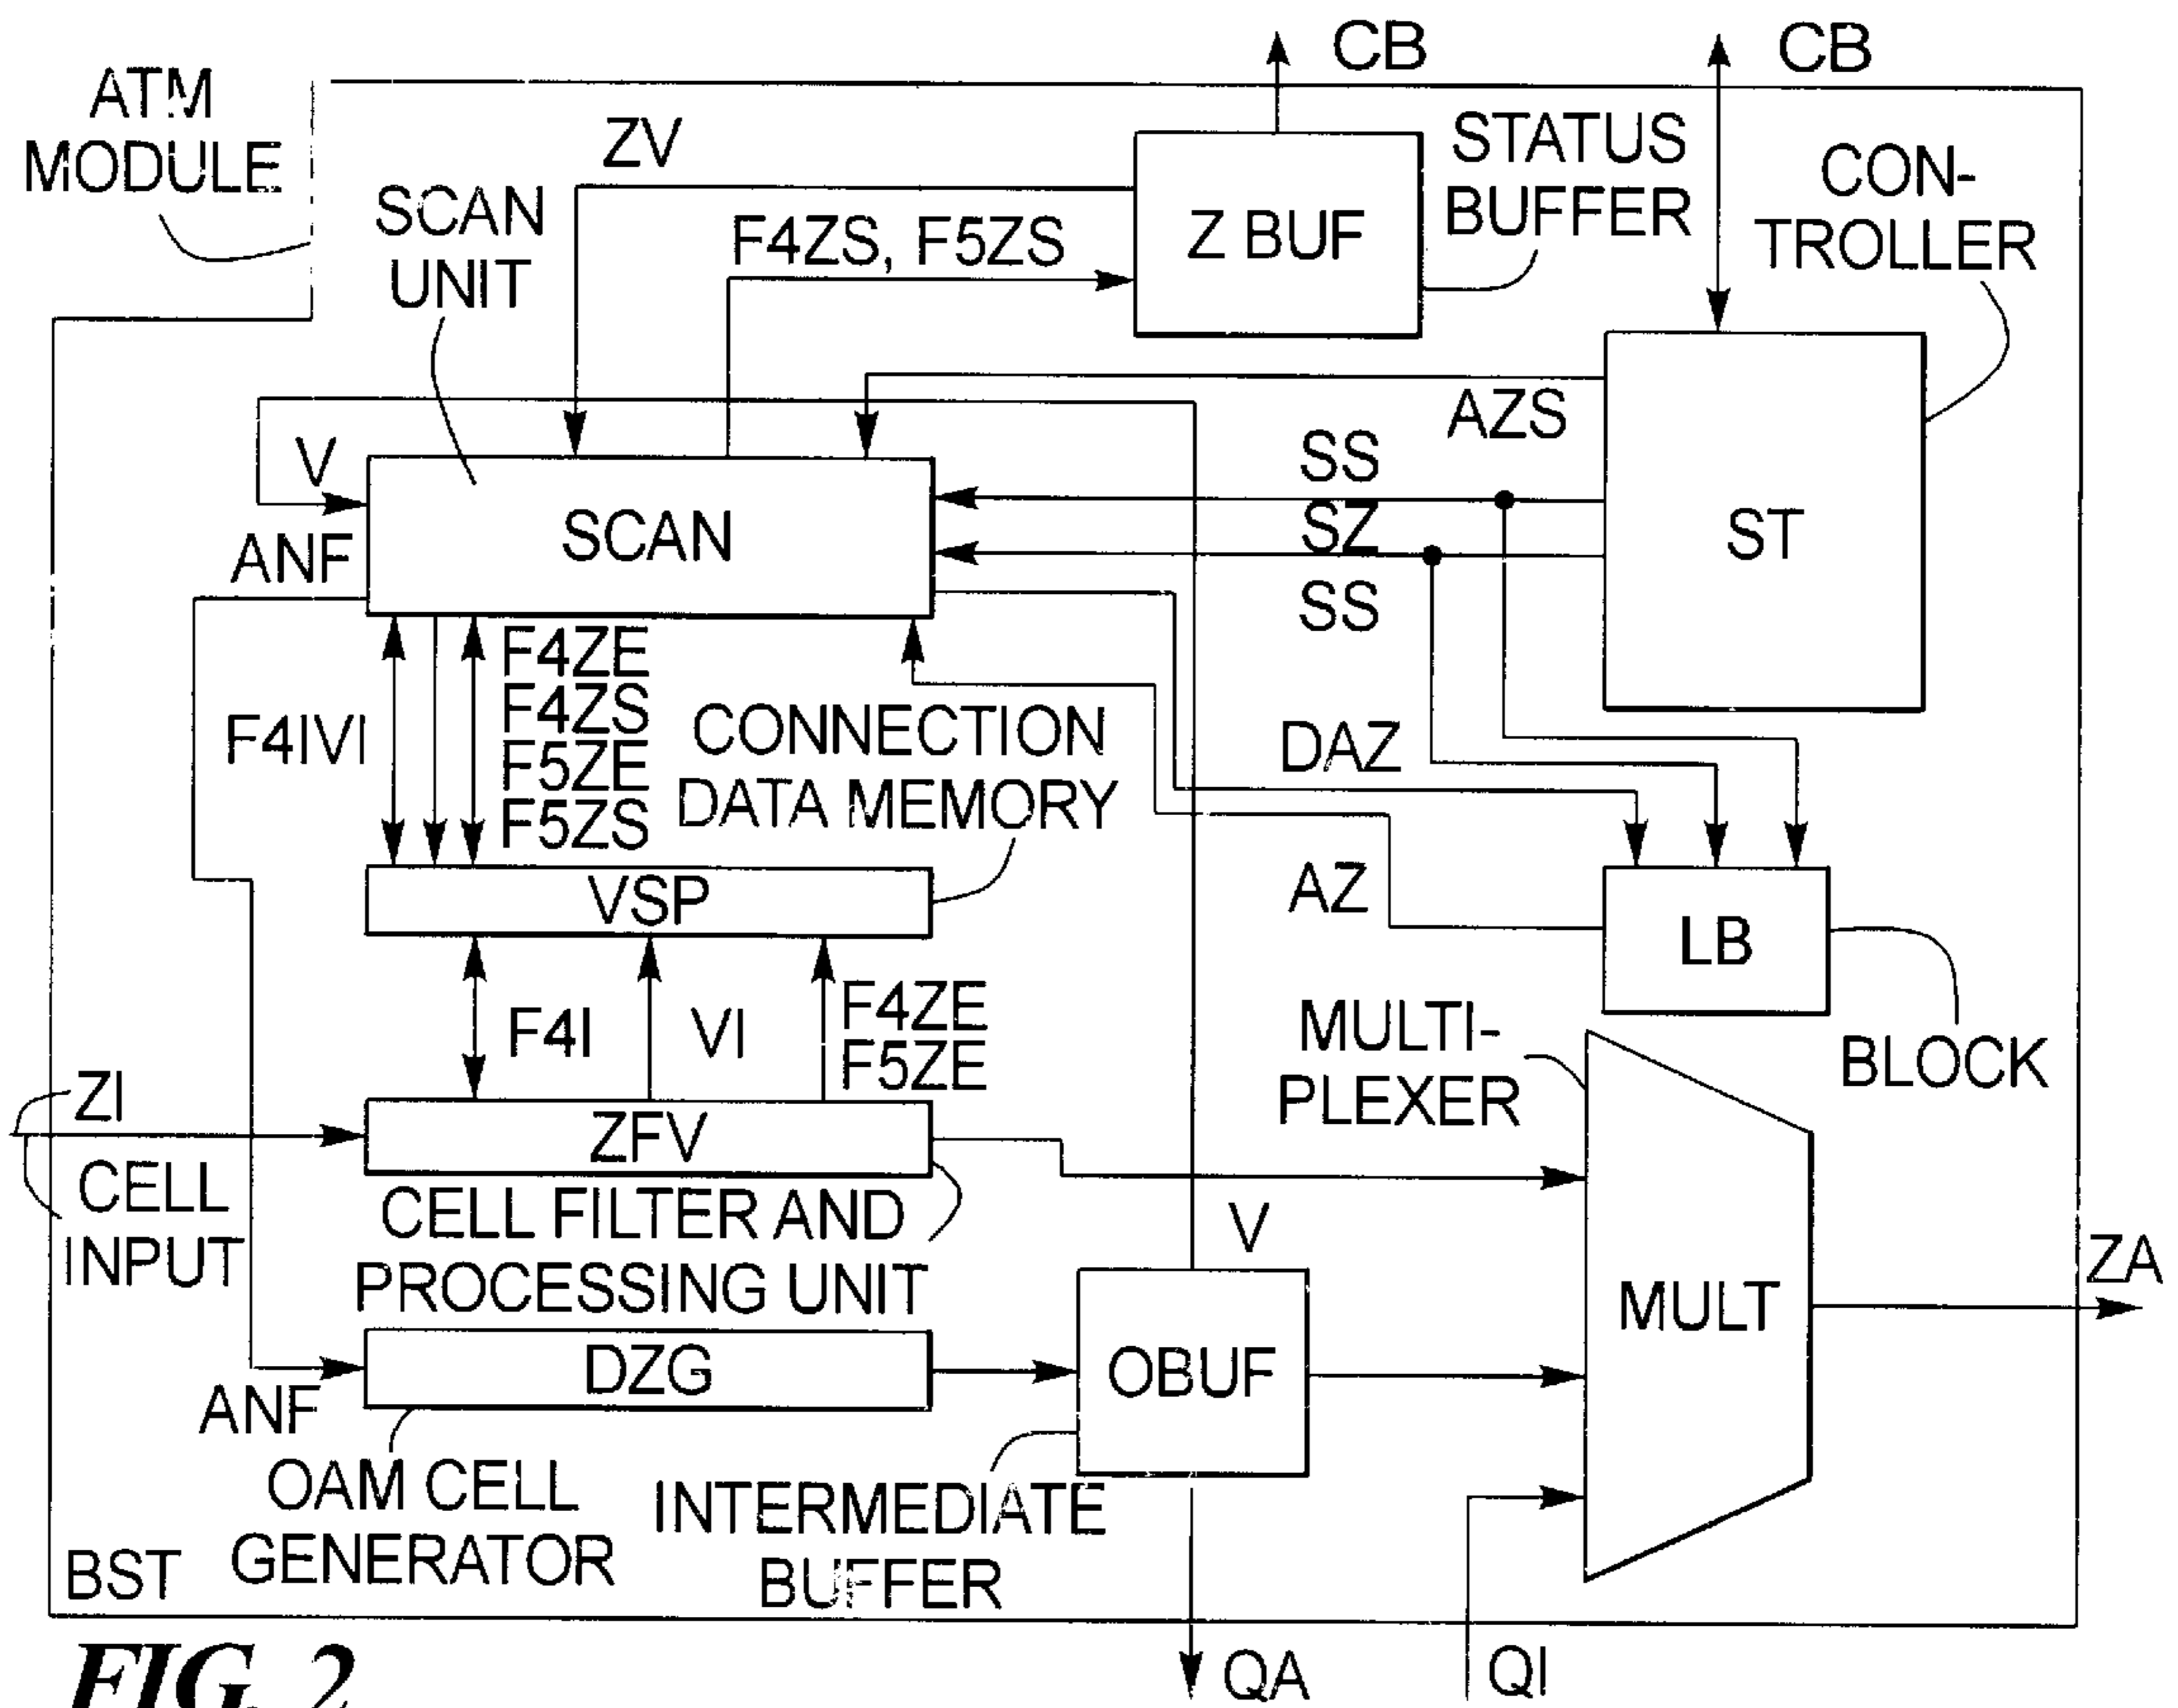 CB
CB
ATM
MODULE
ZV
STATUS
BUFFER
CON-
TROLLER
SCAN
UNIT
F4ZS, F5ZS
Z BUF
AZS
V
SS
SCAN
SZ
ST
ANF
SS
F4ZE
F4ZS
F5ZE
F5ZS
F4IVI
CONNECTION
DATA MEMORY
DAZ
VSP
AZ
LB
F4I
VI
F4ZE
F5ZE
MULTI-
PLEXER
BLOCK
ZI
ZFV
CELL
INPUT
CELL FILTER AND
PROCESSING UNIT
V
ZA
MULT
DZG
OBUF
ANF
OAM CELL
GENERATOR
INTERMEDIATE
BUFFER
BST
QA
QI
FIG. 2